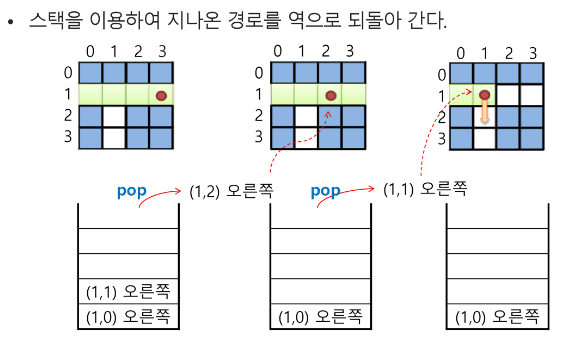 • 스택을 이용하여 지나온 경로를 역으로 되돌아 간다.
0 1 2 3
0
1
2
3
0 1 2 3
0
1
2
3
0 1 2 3
0
1
2
3
pop
(1,2) 오른쪽
pop
(1,1) 오른쪽
(1,1) 오른쪽
(1,0) 오른쪽
(1,0) 오른쪽
(1,0) 오른쪽